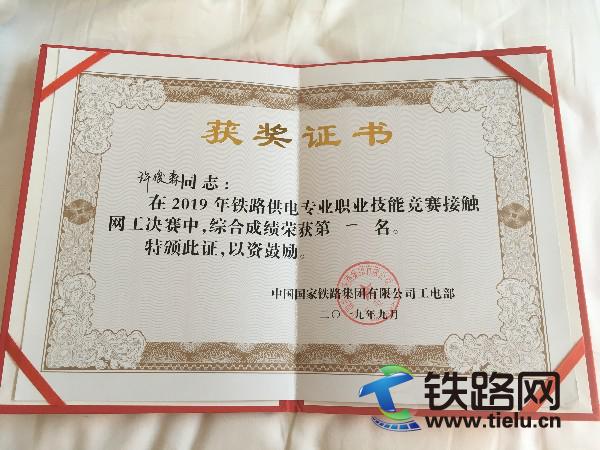 获奖证书
许俊森同志：
在2019年铁路供电专业职业技能竞赛接触
网工决赛中，综合成绩荣获第一名。
特颁此证，以资鼓励。
中国国家铁路集团有限公司工电部
二〇一九年九月
铁路网
www.tielu.cn